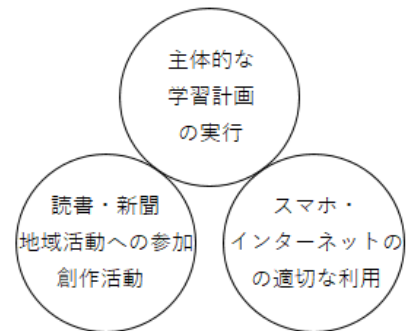 主体的な
学習計画
の実行
読書・新聞
地域活動への参加
創作活動
スマホ・
インターネットの
の適切な利用